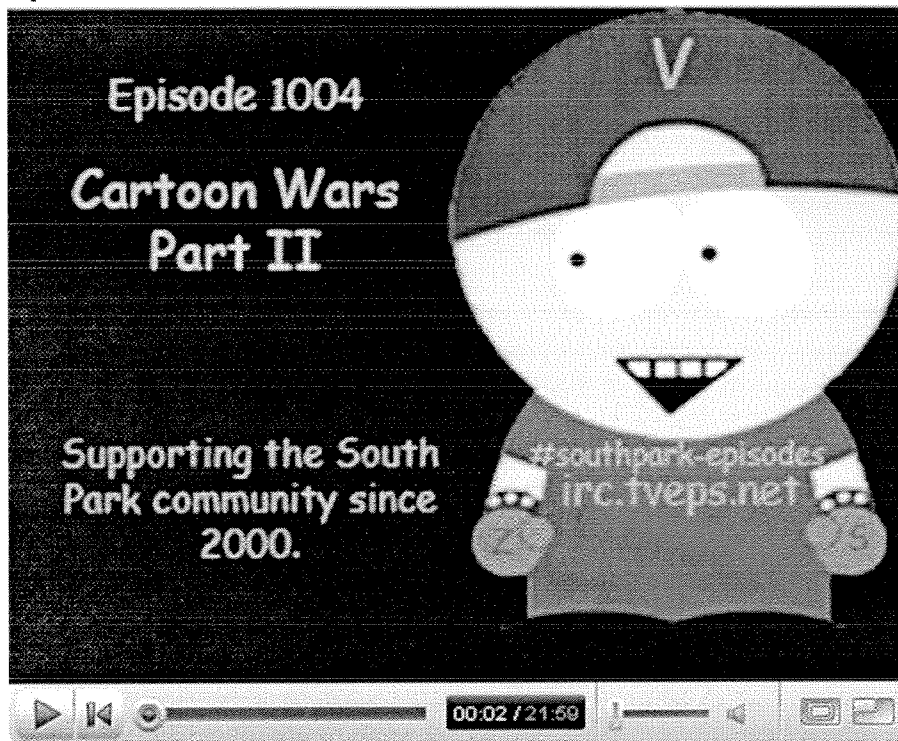 Episode 1004
Cartoon Wars
Part II
V
Supporting the South
Park community since
2000.
#southpark-episodes
irc.tveps.net
Z
S
00:02 / 21:59